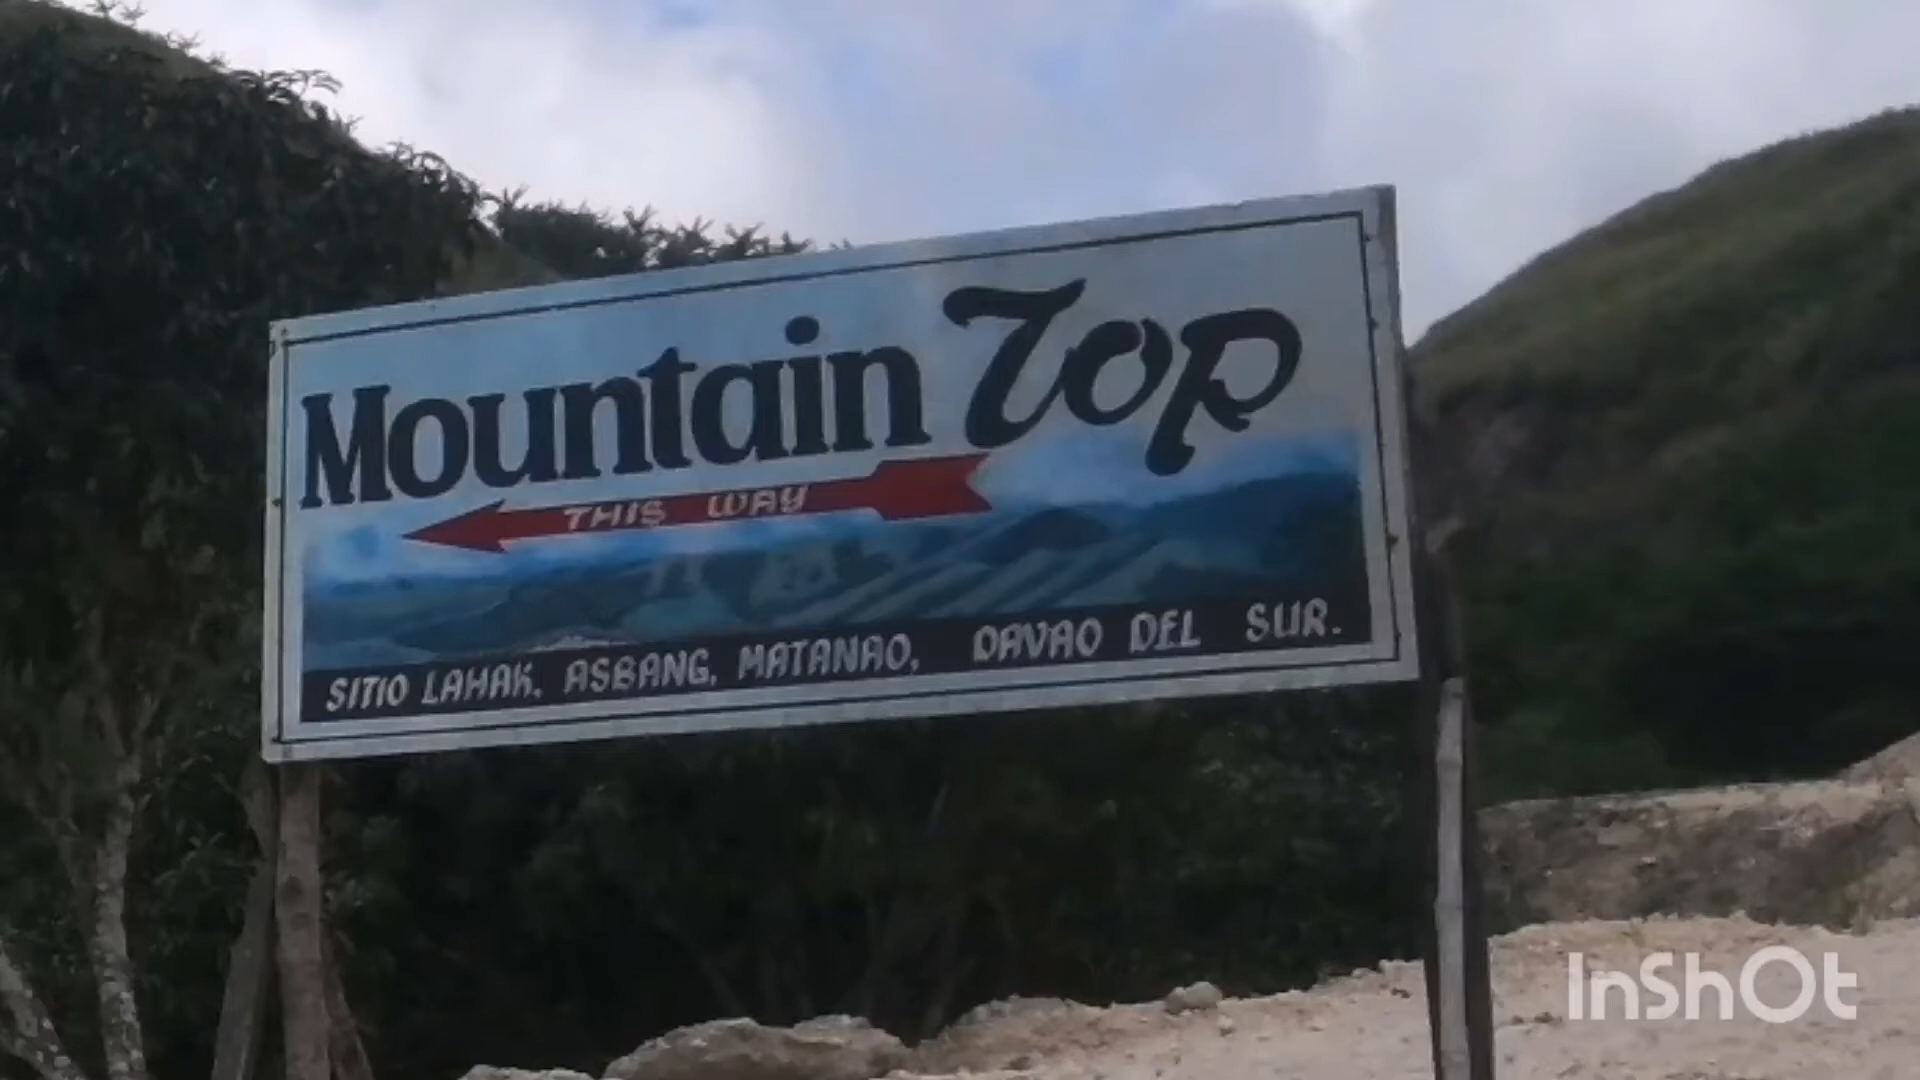 Mountain Top
THIS WAY
SITIO LAHAK, ASBANG, MATANAO, DAVAO DEL SUR.
InShOt